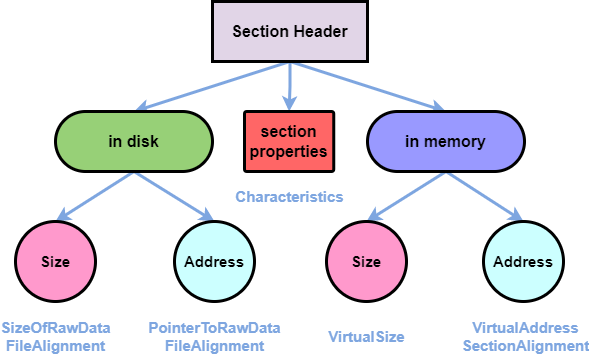 Section Header
in disk
section
properties
in memory
Characteristics
Size
Address
Size
Address
SizeOfRawData
FileAlignment
PointerToRawData
FileAlignment
VirtualSize
VirtualAddress
SectionAlignment